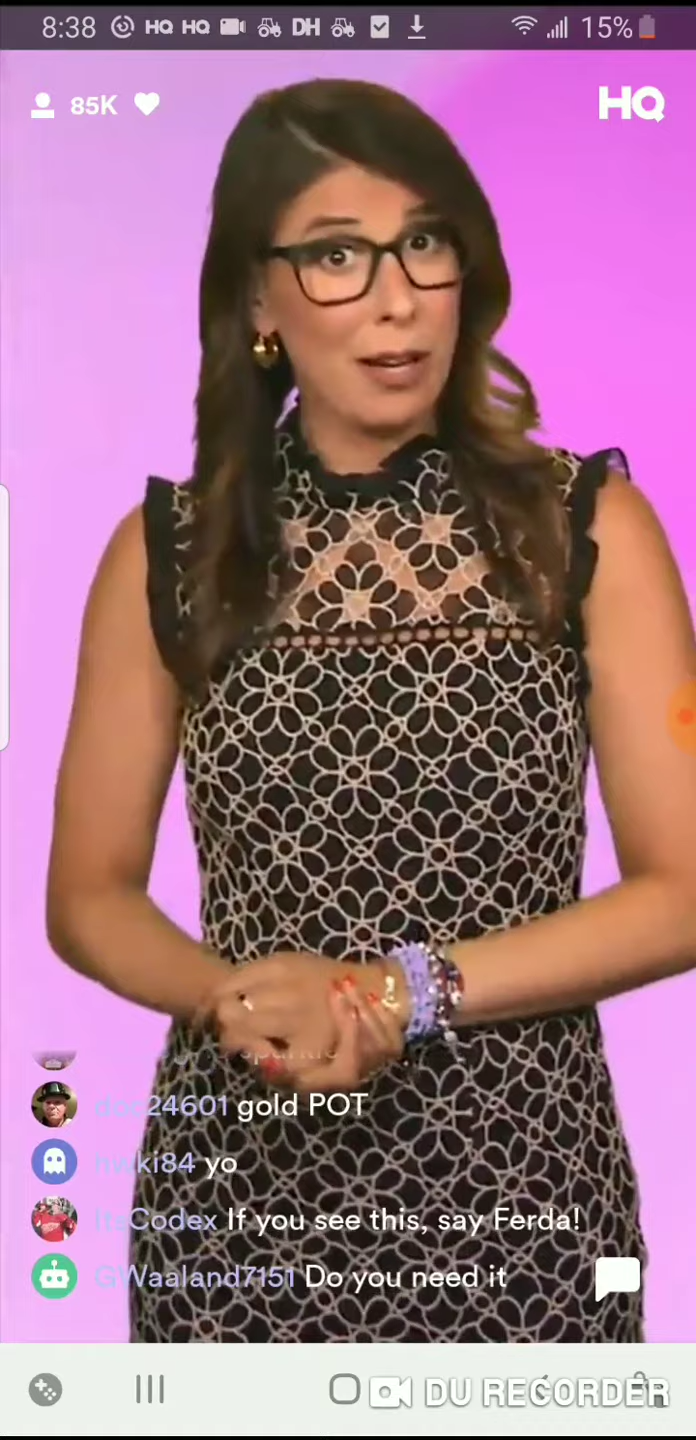 8:38 HQ HQ DH 15%
85K HQ
sparkle
doc24601 gold POT
yo
ItsCodex If you see this, say Ferda!
GWaaland7151 Do you need it
DU RECORDER